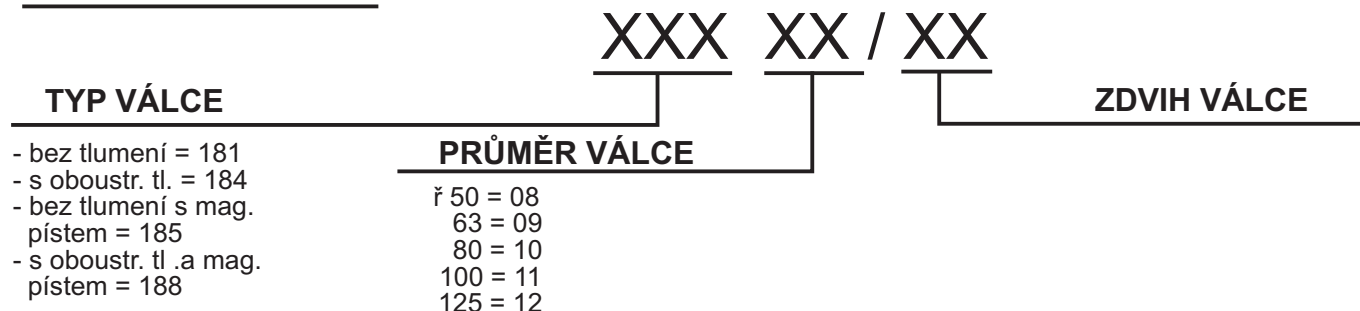 XXX XX / XX
TYP VÁLCE
ZDVIH VÁLCE
- bez tlumení = 181
- s oboustr. tl. = 184
- bez tlumení s mag.
pístem = 185
- s oboustr. tl .a mag.
pístem = 188
PRŮMĚR VÁLCE
ř 50 = 08
63 = 09
80 = 10
100 = 11
125 = 12